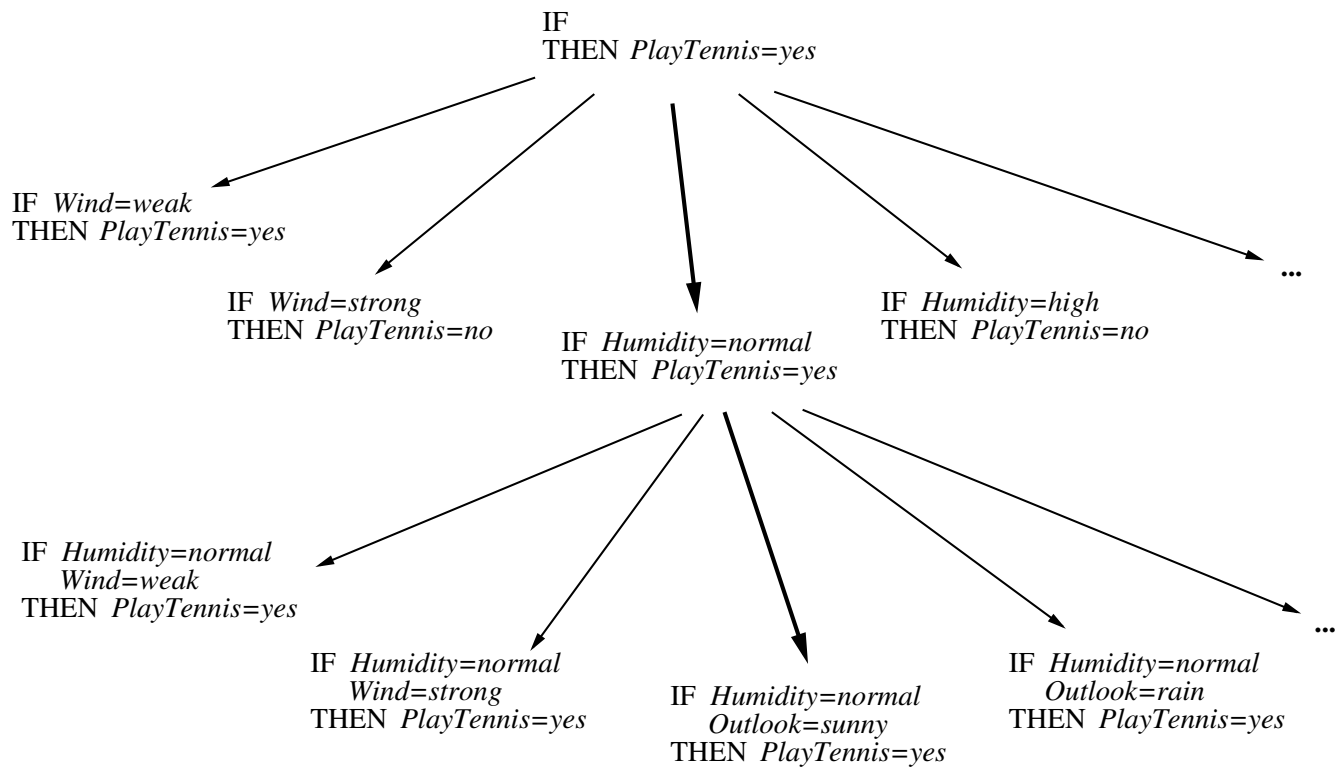 IF
THEN PlayTennis=yes
IF Wind=weak
THEN PlayTennis=yes
IF Wind=strong
THEN PlayTennis=no
IF Humidity=normal
THEN PlayTennis=yes
IF Humidity=high
THEN PlayTennis=no
...
IF Humidity=normal
Wind=weak
THEN PlayTennis=yes
IF Humidity=normal
Wind=strong
THEN PlayTennis=yes
IF Humidity=normal
Outlook=sunny
THEN PlayTennis=yes
IF Humidity=normal
Outlook=rain
THEN PlayTennis=yes
...